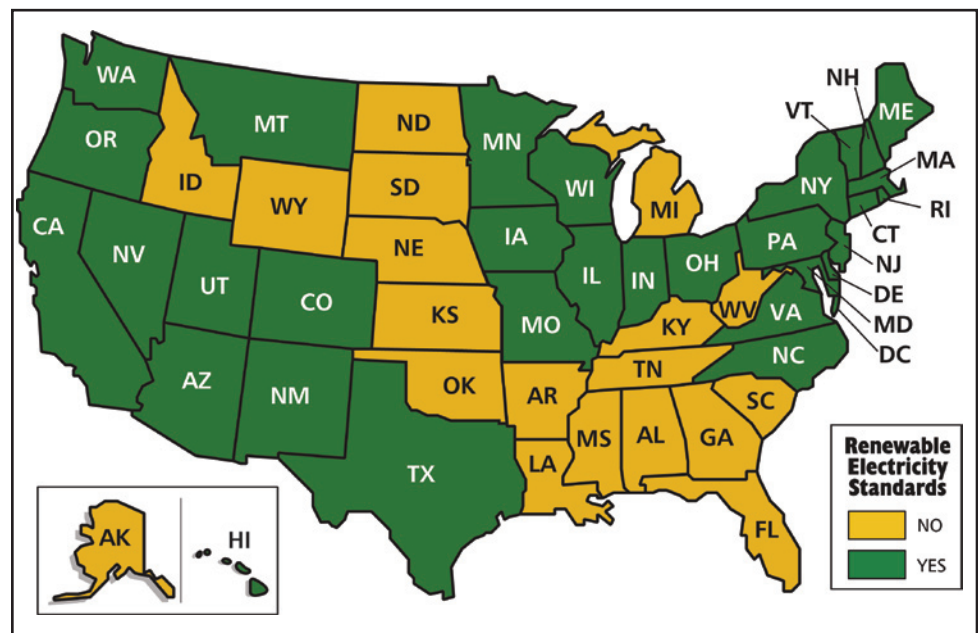 WA
MT
ND
MN
OR
ID
WY
SD
WI
MI
NH
VT
ME
NY
MA
RI
CT
CA
NV
UT
CO
NE
IA
IL
IN
OH
PA
NJ
DE
MD
DC
KS
MO
KY
WV
VA
AZ
NM
OK
AR
TN
NC
SC
TX
LA
MS
AL
GA
FL
AK
HI
Renewable
Electricity
Standards
NO
YES